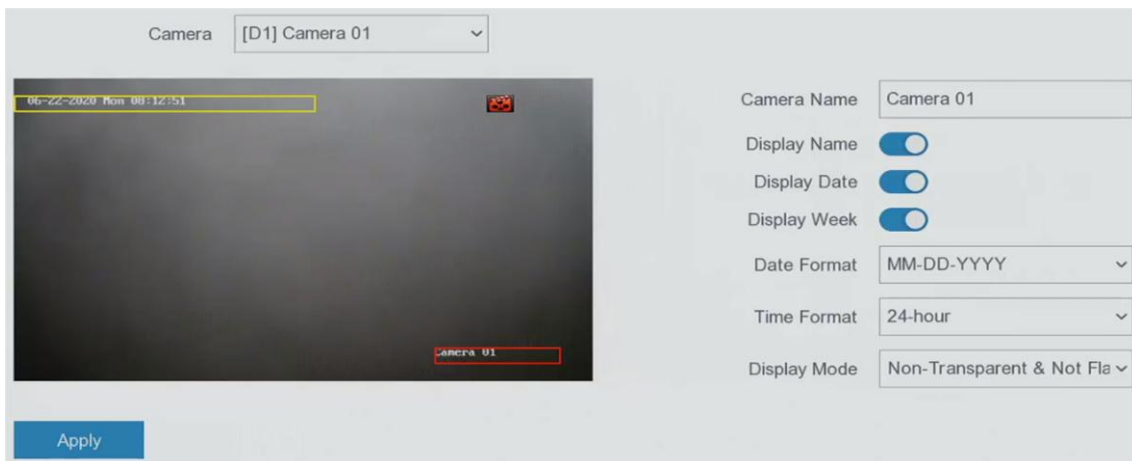 Camera [D1] Camera 01
06-22-2020 Mon 08:12:51
Camera 01
Camera Name Camera 01
Display Name
Display Date
Display Week
Date Format MM-DD-YYYY
Time Format 24-hour
Display Mode Non-Transparent & Not Fla
Apply